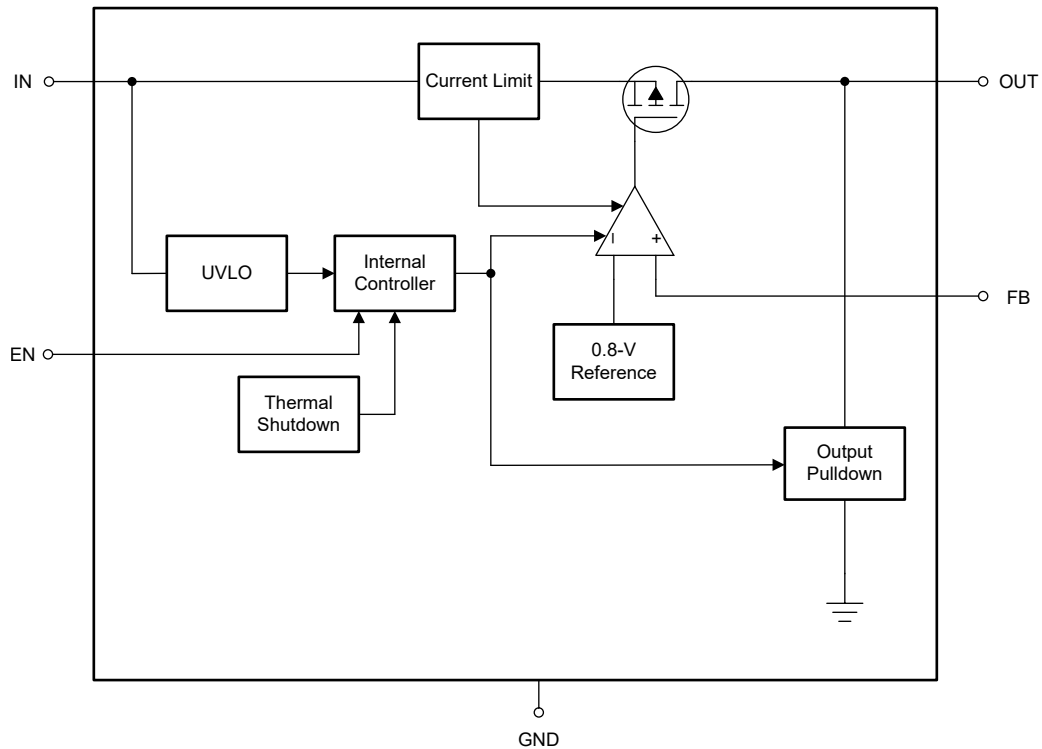 IN
Current Limit
OUT
UVLO
Internal
Controller
–
+
FB
EN
0.8-V
Reference
Thermal
Shutdown
Output
Pulldown
GND